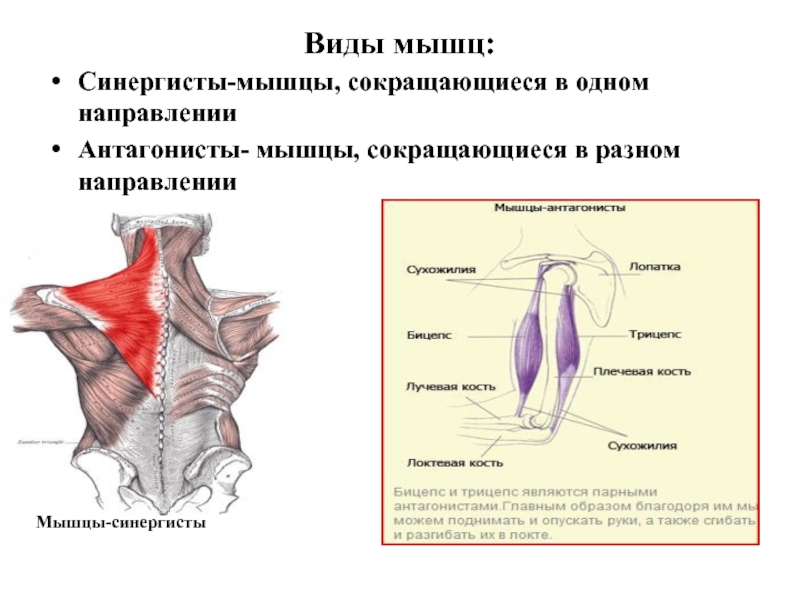 Виды мышц:
• Синергисты-мышцы, сокращающиеся в одном
направлении
• Антагонисты- мышцы, сокращающиеся в разном
направлении
Мышцы-антагонисты
Сухожилия
Лопатка
Бицепс
Трицепс
Плечевая кость
Лучевая кость
Сухожилия
Локтевая кость
Бицепс и трицепс являются парными
антагонистами.Главным образом благодоря им мы
можем поднимать и опускать руки, а также сгибать
и разгибать их в локте.
Мышцы-синергисты